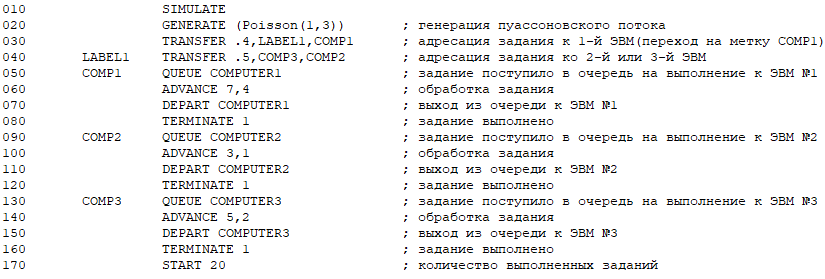 010 SIMULATE
020 GENERATE (Poisson(1,3)) ; генерация пуассоновского потока
030 TRANSFER .4,LABEL1,COMP1 ; адресация задания к 1-й ЭВМ(переход на метку COMP1)
040 LABEL1 TRANSFER .5,COMP3,COMP2 ; адресация задания ко 2-й или 3-й ЭВМ
050 COMP1 QUEUE COMPUTER1 ; задание поступило в очередь на выполнение к ЭВМ №1
060 ADVANCE 7,4 ; обработка задания
070 DEPART COMPUTER1 ; выход из очереди к ЭВМ №1
080 TERMINATE 1 ; задание выполнено
090 COMP2 QUEUE COMPUTER2 ; задание поступило в очередь на выполнение к ЭВМ №2
100 ADVANCE 3,1 ; обработка задания
110 DEPART COMPUTER2 ; выход из очереди к ЭВМ №2
120 TERMINATE 1 ; задание выполнено
130 COMP3 QUEUE COMPUTER3 ; задание поступило в очередь на выполнение к ЭВМ №3
140 ADVANCE 5,2 ; обработка задания
150 DEPART COMPUTER3 ; выход из очереди к ЭВМ №3
160 TERMINATE 1 ; задание выполнено
170 START 20 ; количество выполненных заданий